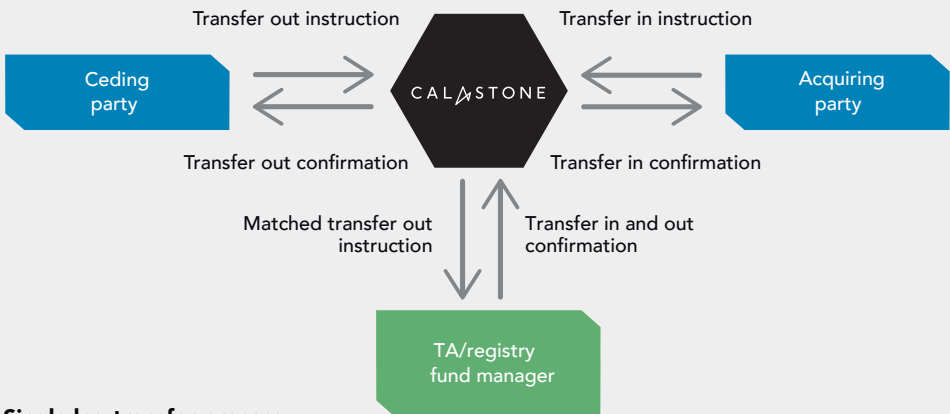 Transfer out instruction
Transfer in instruction
Ceding
party
CALASTONE
Acquiring
party
Transfer out confirmation
Transfer in confirmation
Matched transfer out
instruction
Transfer in and out
confirmation
TA/registry
fund manager